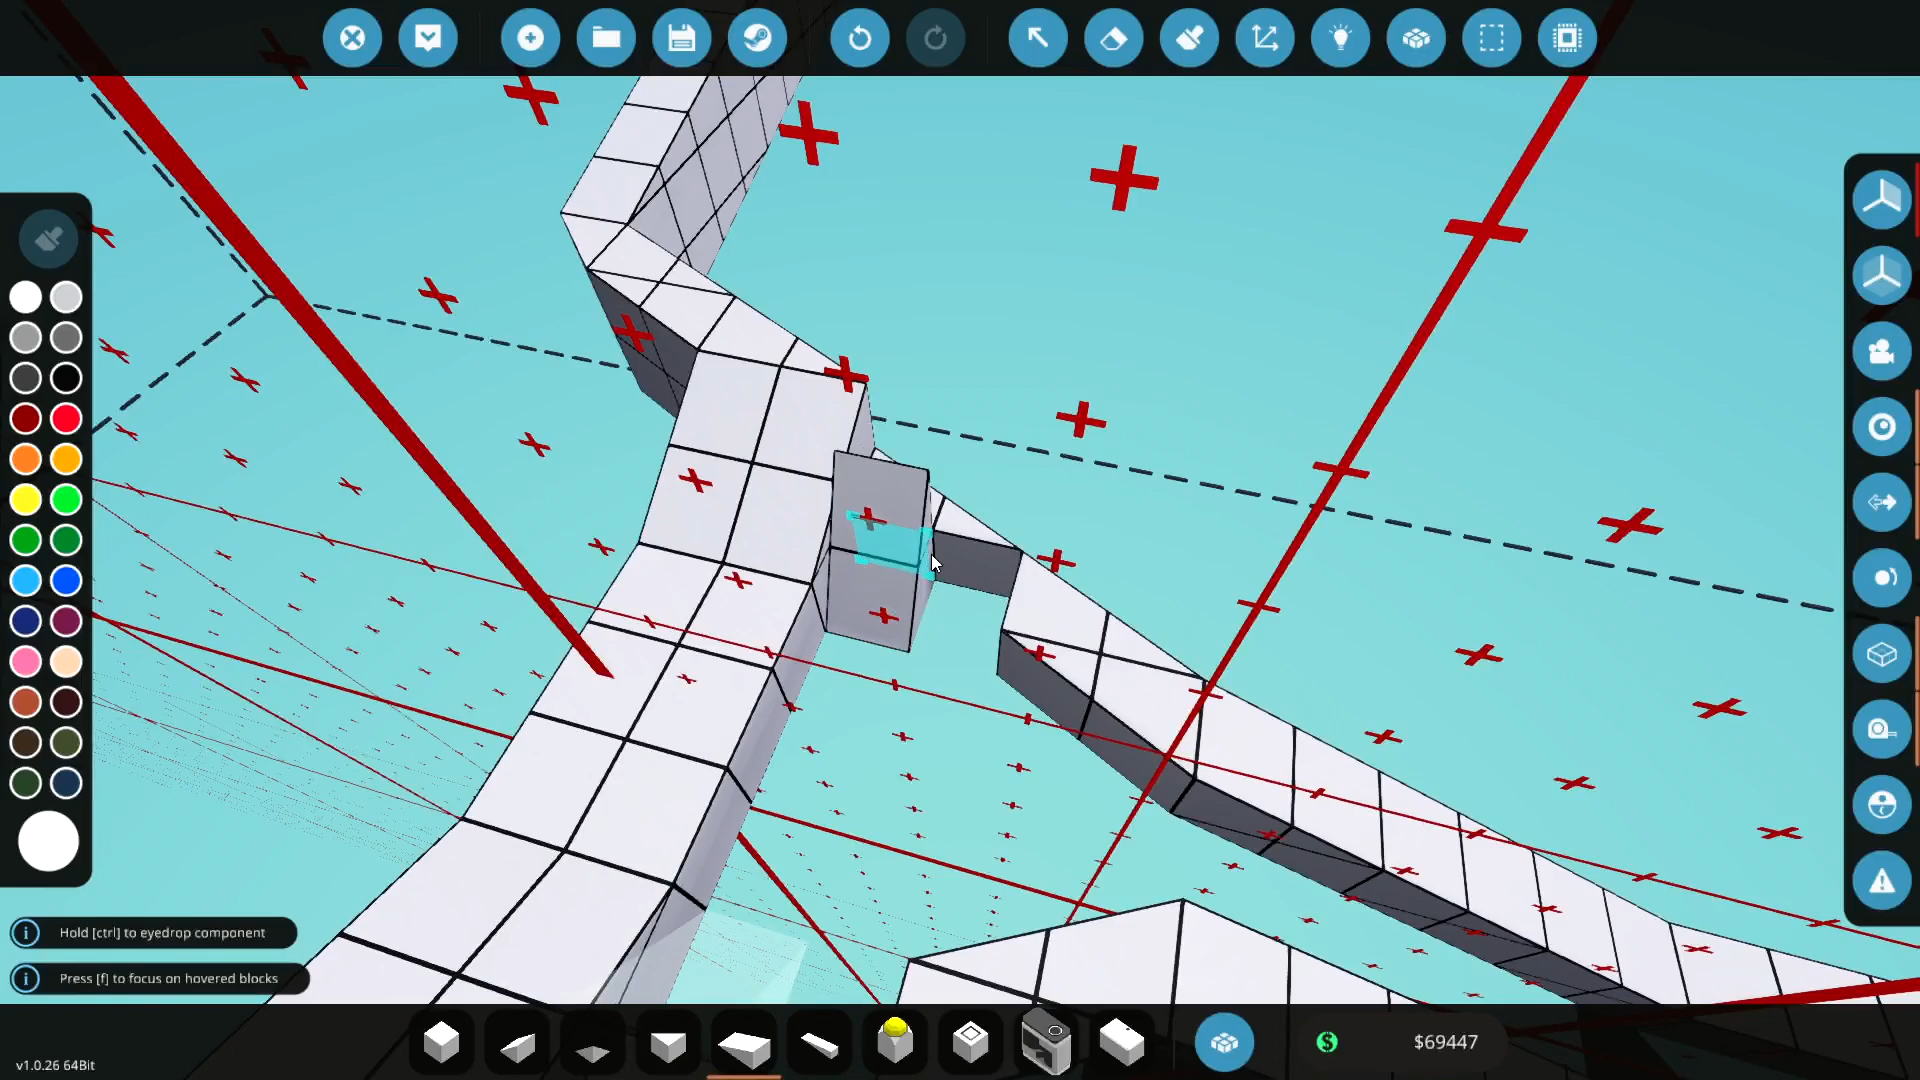 Hold [ctrl] to eyedrop component
Press [f] to focus on hovered blocks
$69447
v1.0.26 64Bit